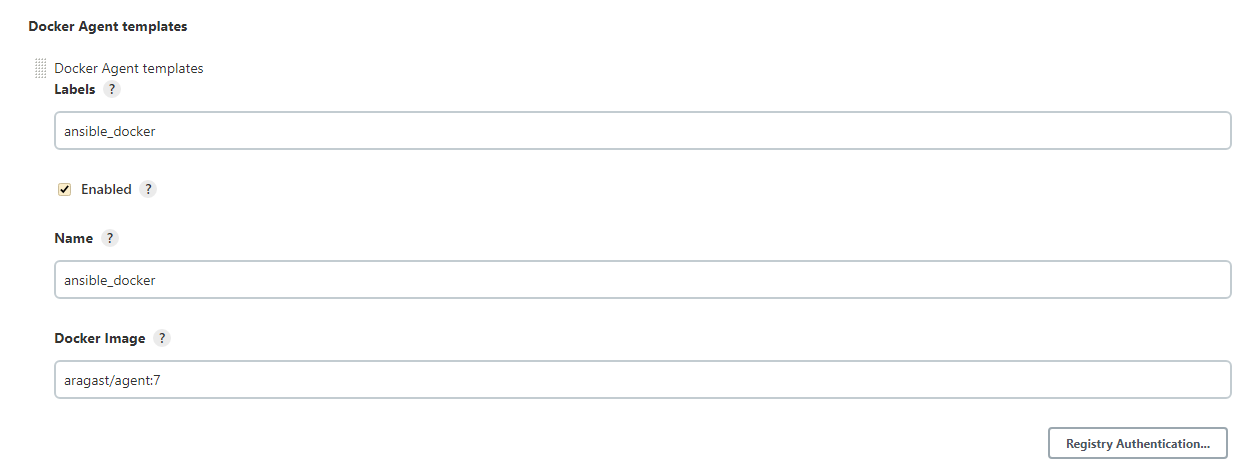 Docker Agent templates
Docker Agent templates
Labels ?
ansible_docker
Enabled ?
Name ?
ansible_docker
Docker Image ?
aragast/agent:7
Registry Authentication...